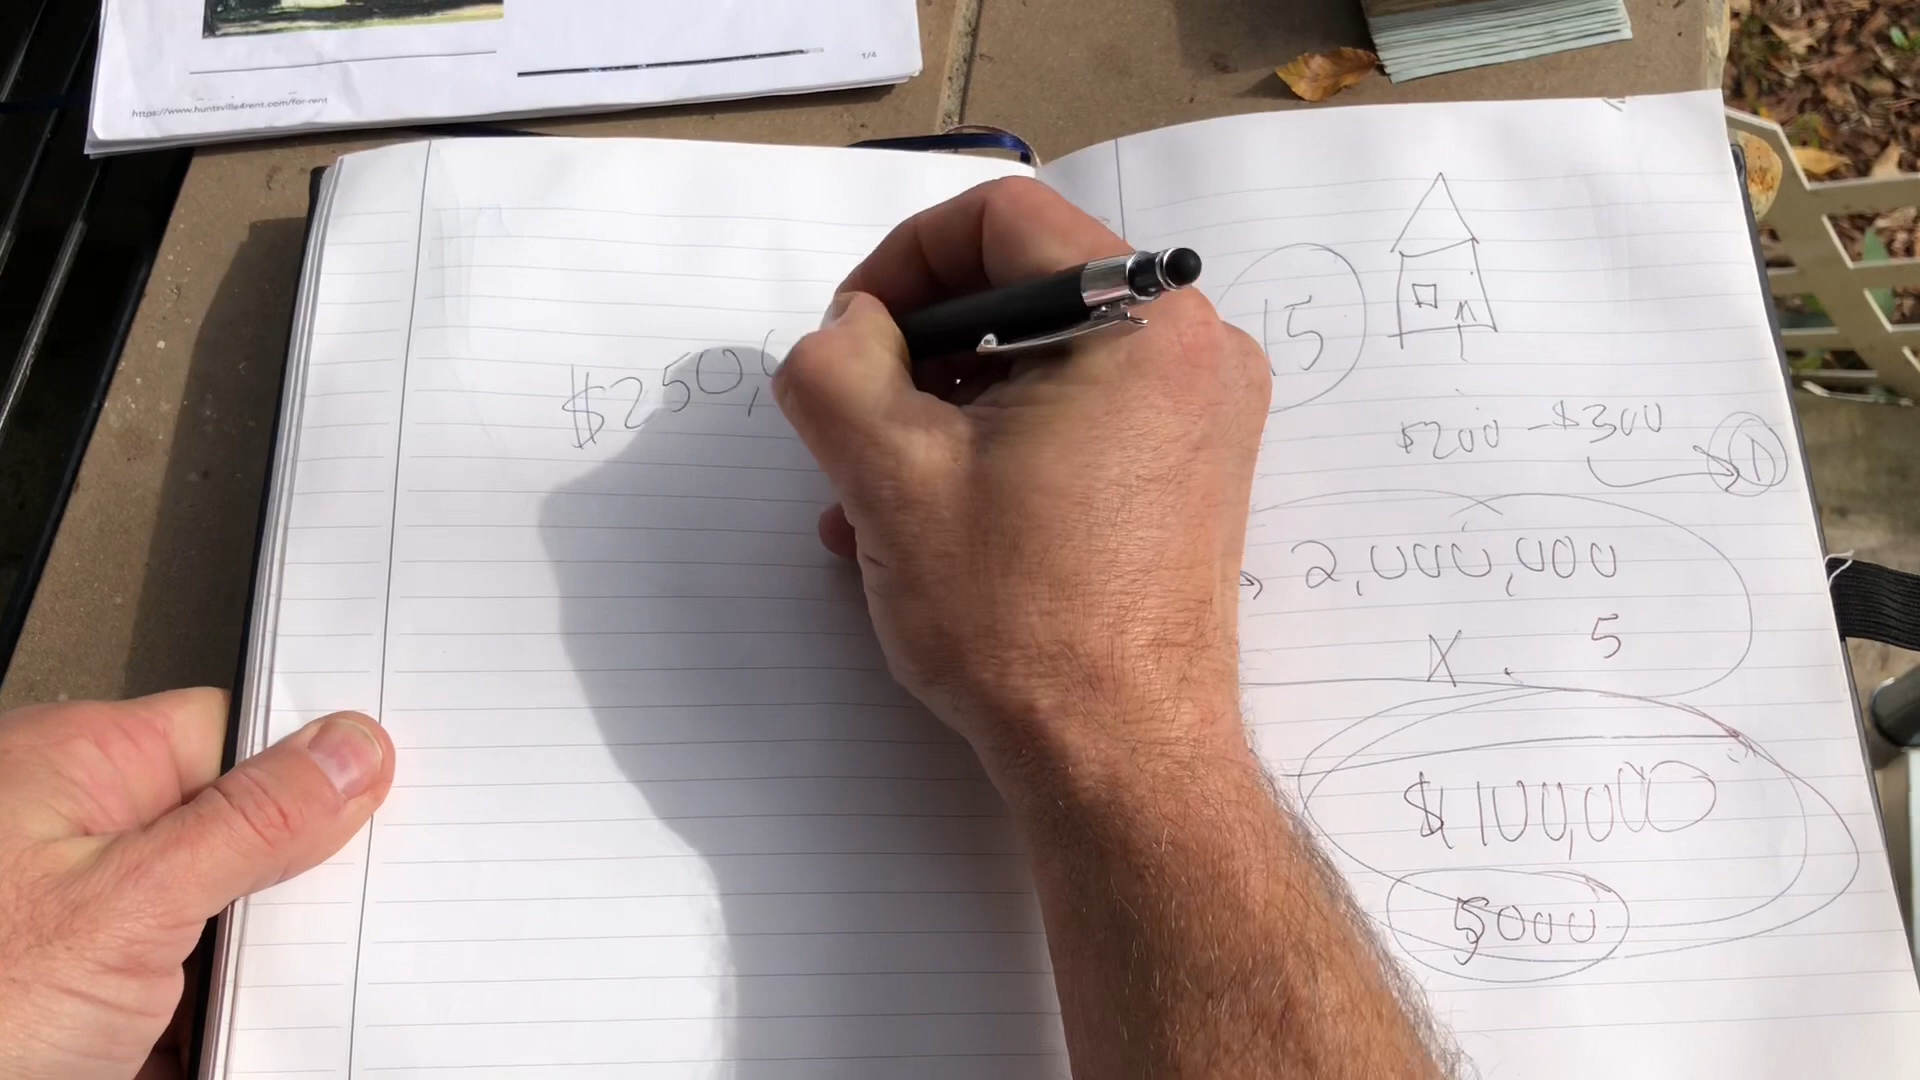 1/4
https://www.huntsville4rent.com/for-rent
$250,
15
$200 - $300
2,000,000
X . 5
$100,000
5000